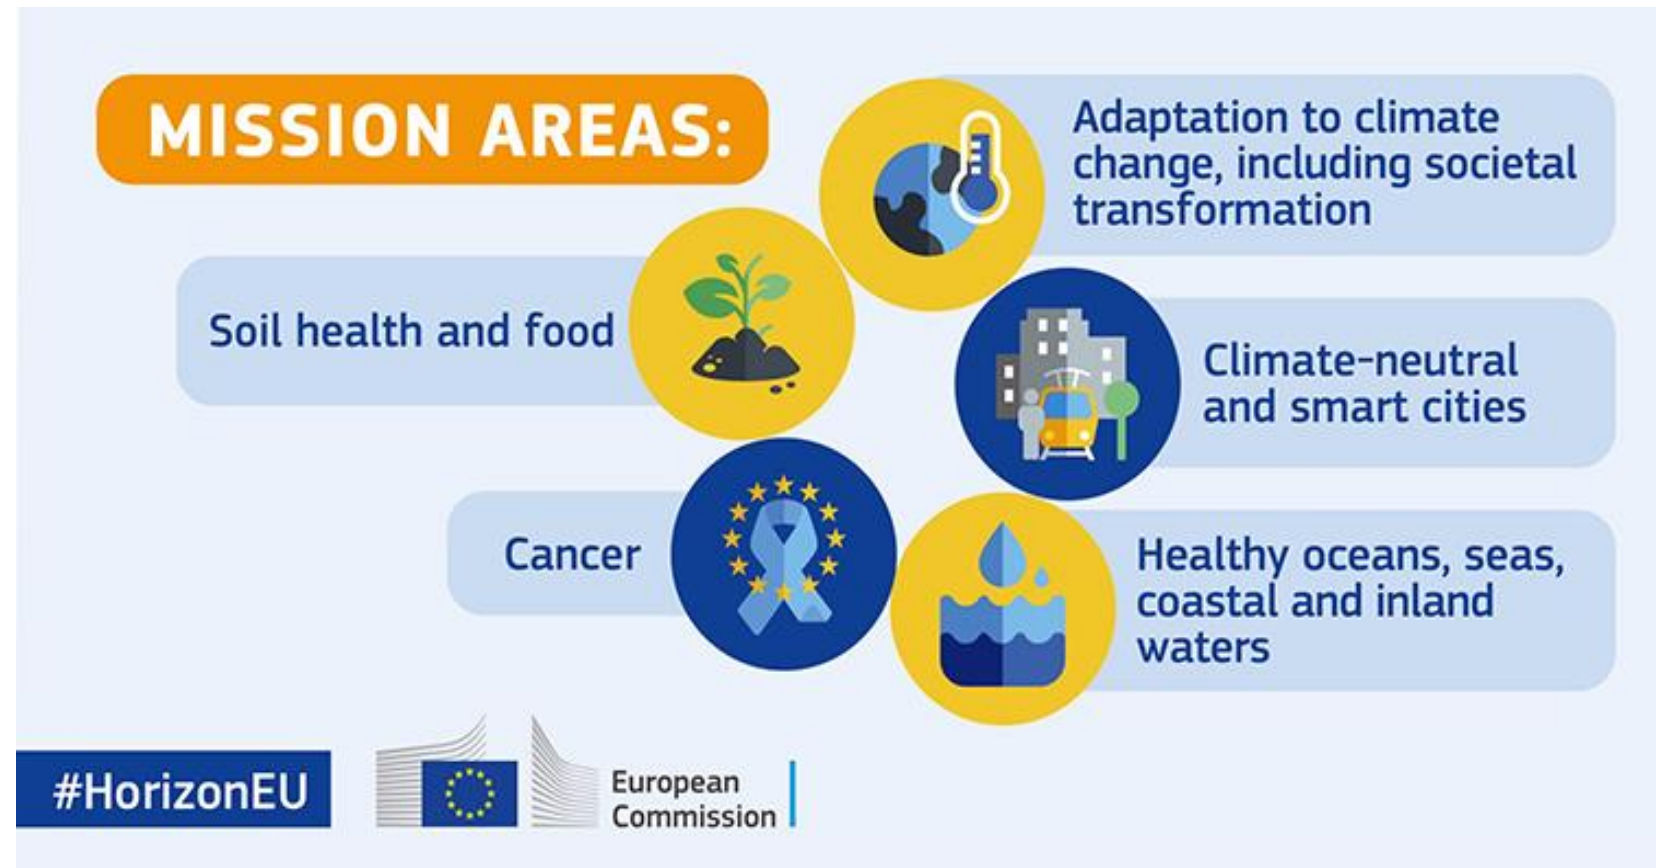 MISSION AREAS:
Adaptation to climate
change, including societal
transformation
Soil health and food
Climate-neutral
and smart cities
Cancer
Healthy oceans, seas,
coastal and inland
waters
#HorizonEU
European
Commission